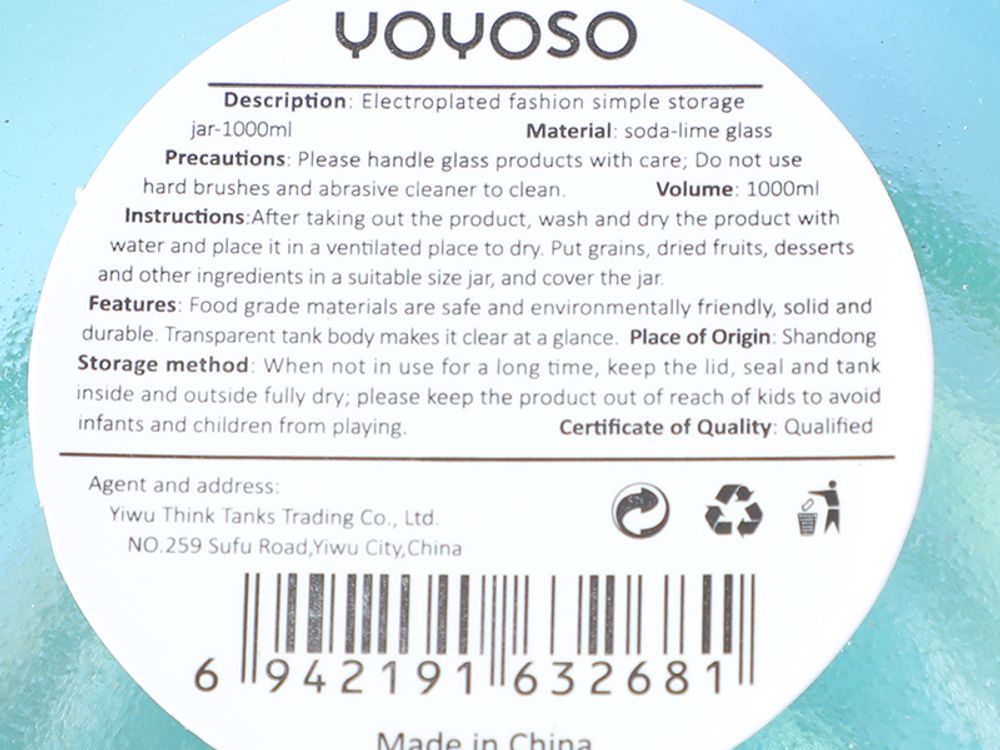 YOYOSO
Description: Electroplated fashion simple storage
jar-1000ml Material: soda-lime glass
Precautions: Please handle glass products with care; Do not use
hard brushes and abrasive cleaner to clean. Volume: 1000ml
Instructions:After taking out the product, wash and dry the product with
water and place it in a ventilated place to dry. Put grains, dried fruits, desserts
and other ingredients in a suitable size jar, and cover the jar.
Features: Food grade materials are safe and environmentally friendly, solid and
durable. Transparent tank body makes it clear at a glance. Place of Origin: Shandong
Storage method: When not in use for a long time, keep the lid, seal and tank
inside and outside fully dry; please keep the product out of reach of kids to avoid
infants and children from playing. Certificate of Quality: Qualified
Agent and address:
Yiwu Think Tanks Trading Co., Ltd.
NO.259 Sufu Road,Yiwu City,China
6 942191 632681
Made in China